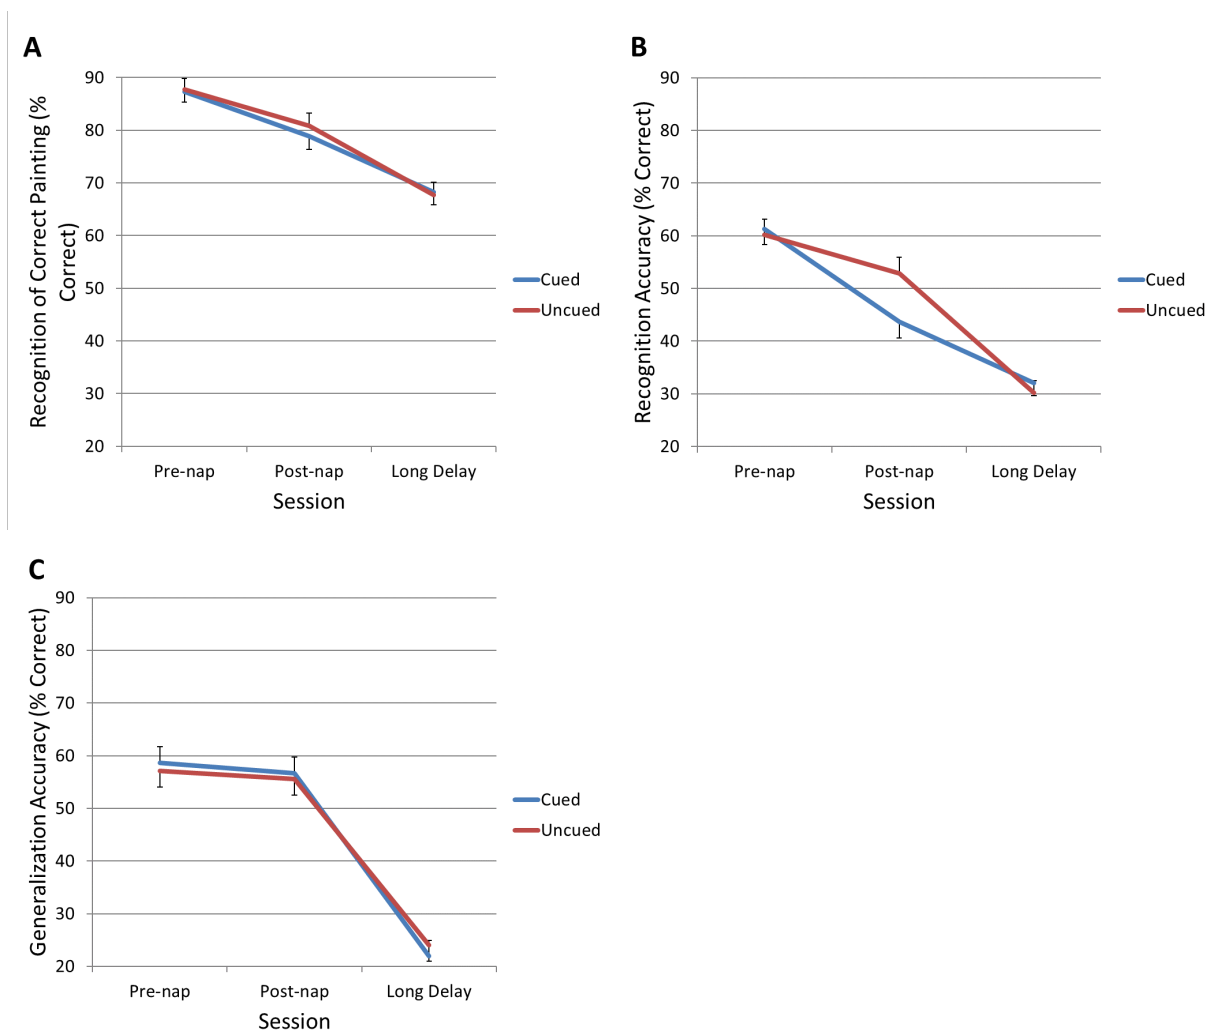 A
Recognition of Correct Painting (%
Correct)
90
80
70
60
50
40
30
20
Pre-nap Post-nap Long Delay
Session
Cued
Uncued
B
Recognition Accuracy (% Correct)
90
80
70
60
50
40
30
20
Pre-nap Post-nap Long Delay
Session
Cued
Uncued
C
Generalization Accuracy (% Correct)
90
80
70
60
50
40
30
20
Pre-nap Post-nap Long Delay
Session
Cued
Uncued